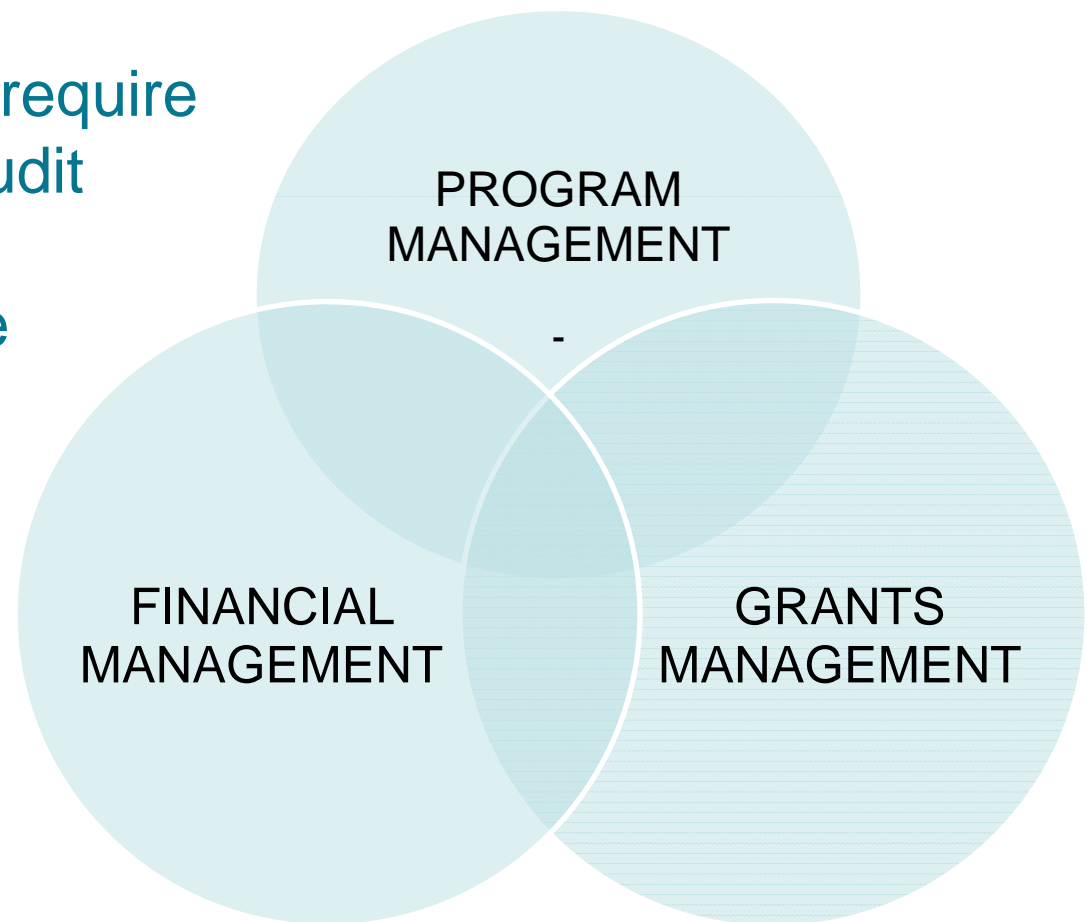 require
udit
e
PROGRAM
MANAGEMENT
-
FINANCIAL
MANAGEMENT
GRANTS
MANAGEMENT